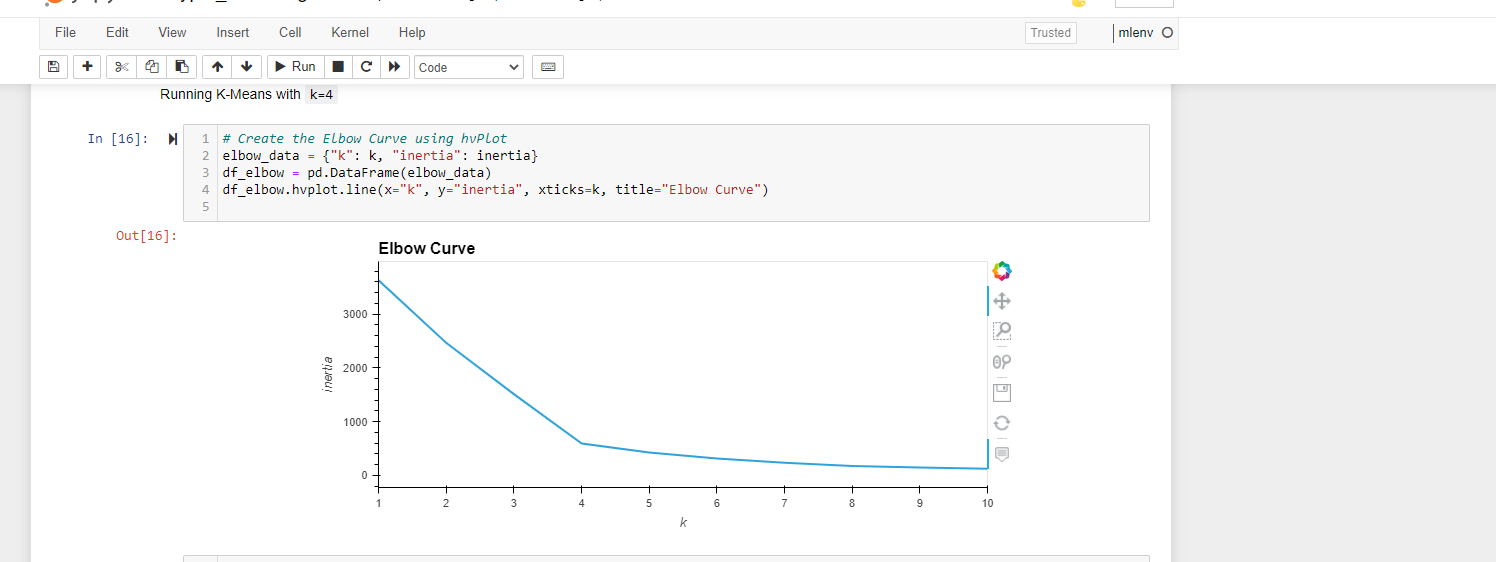 File Edit View Insert Cell Kernel Help Trusted mlenv
Run Code
Running K-Means with k=4
In [16]:
1 # Create the Elbow Curve using hvPlot
2 elbow_data = {"k": k, "inertia": inertia}
3 df_elbow = pd.DataFrame(elbow_data)
4 df_elbow.hvplot.line(x="k", y="inertia", xticks=k, title="Elbow Curve")
5
Out[16]:
Elbow Curve
3000
2000
1000
0
inertia
1 2 3 4 5 6 7 8 9 10
k